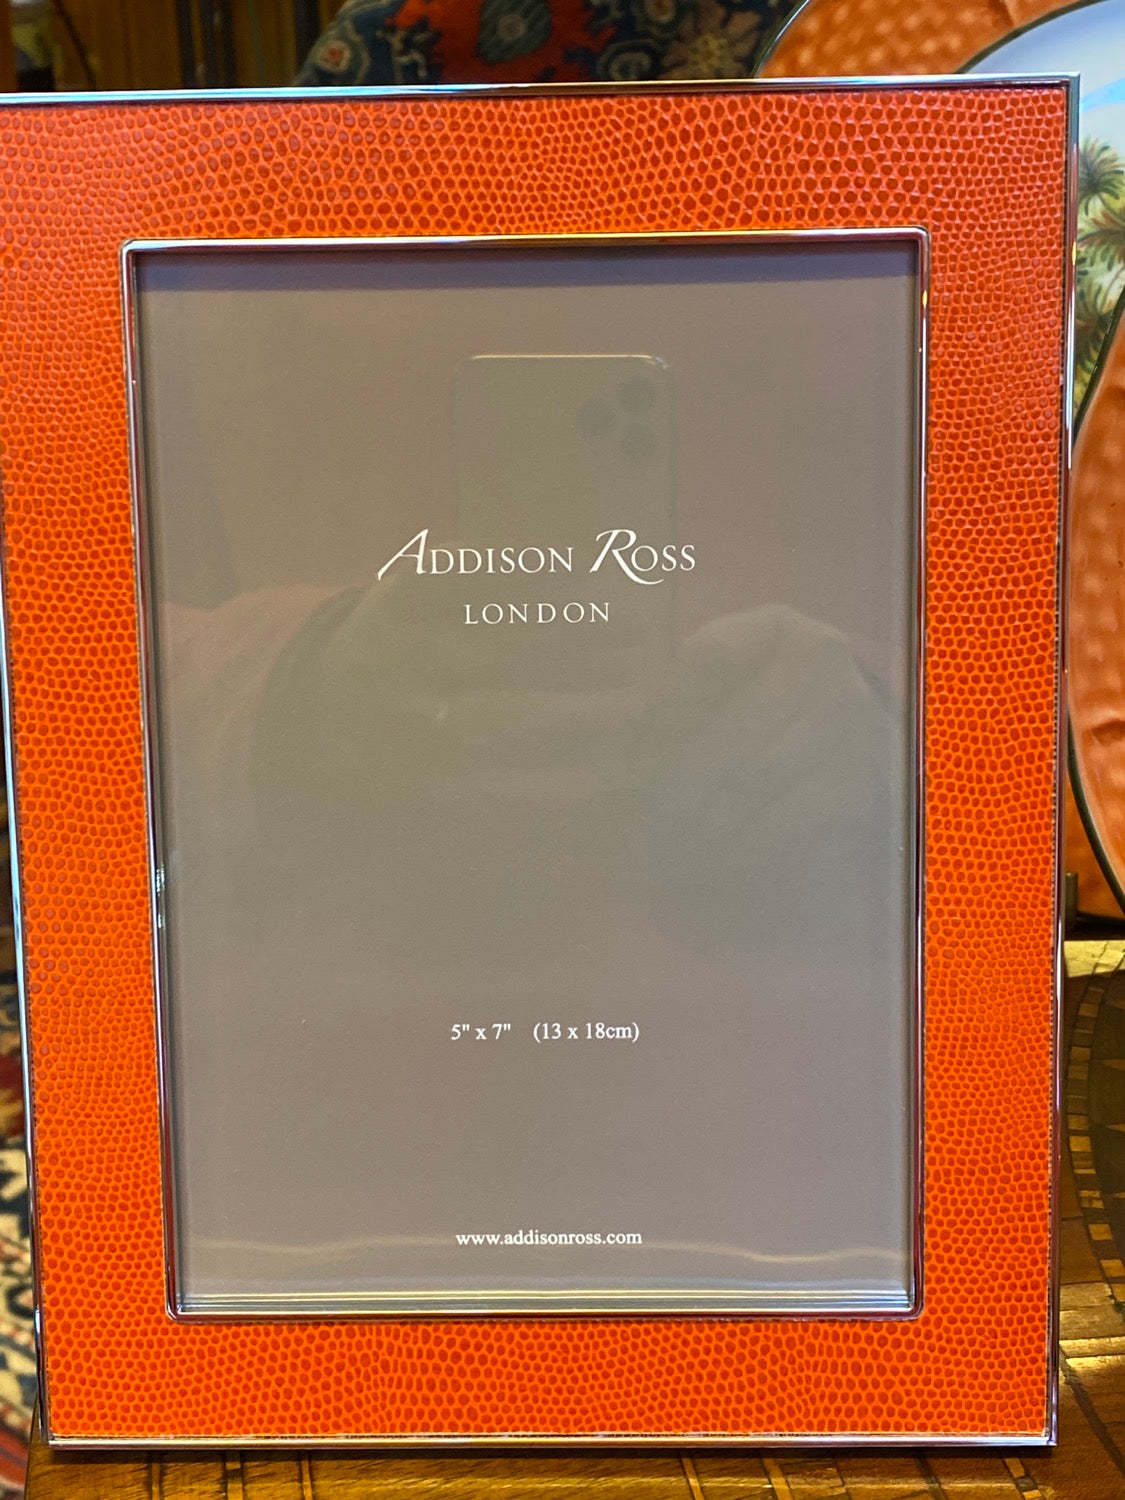 ADDISON ROSS
LONDON
5" x 7" (13 x 18cm)
www.addisonross.com